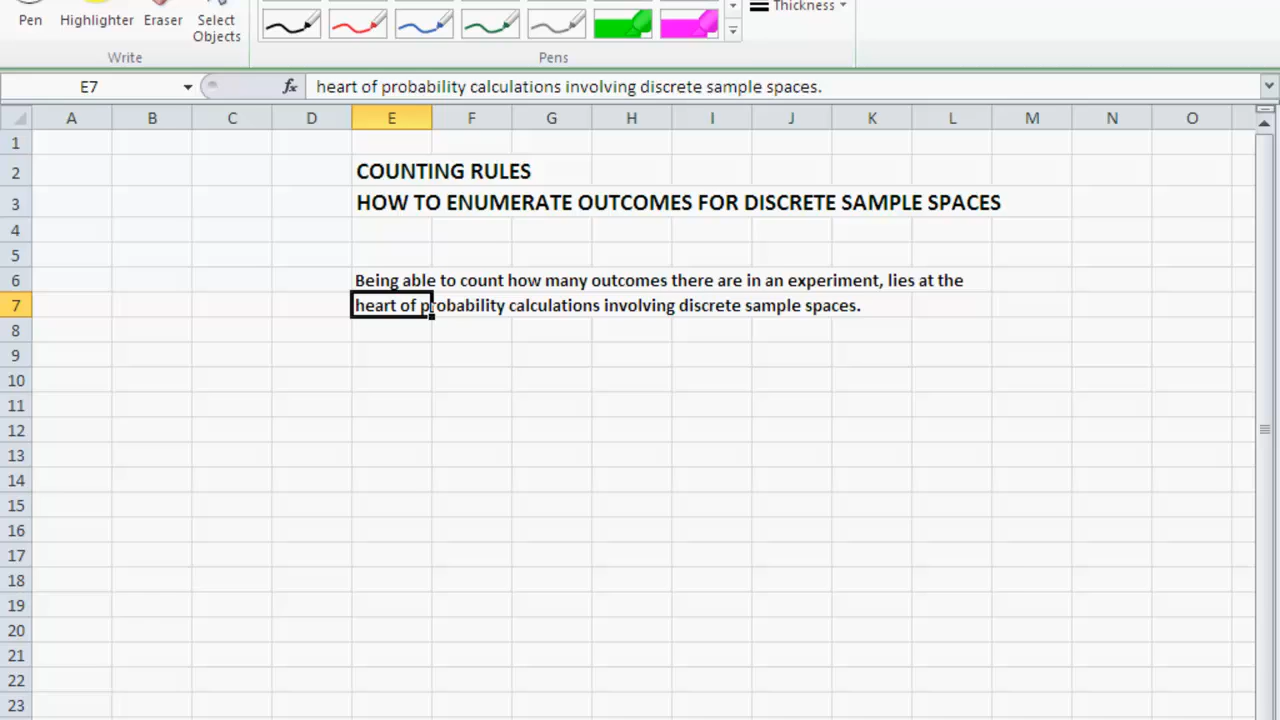 Pen Highlighter Eraser Select Objects
Thickness
Write Pens
E7 fx heart of probability calculations involving discrete sample spaces.
A B C D E F G H I J K L M N O
1
2 COUNTING RULES
3 HOW TO ENUMERATE OUTCOMES FOR DISCRETE SAMPLE SPACES
4
5
6 Being able to count how many outcomes there are in an experiment, lies at the
7 heart of probability calculations involving discrete sample spaces.
8
9
10
11
12
13
14
15
16
17
18
19
20
21
22
23